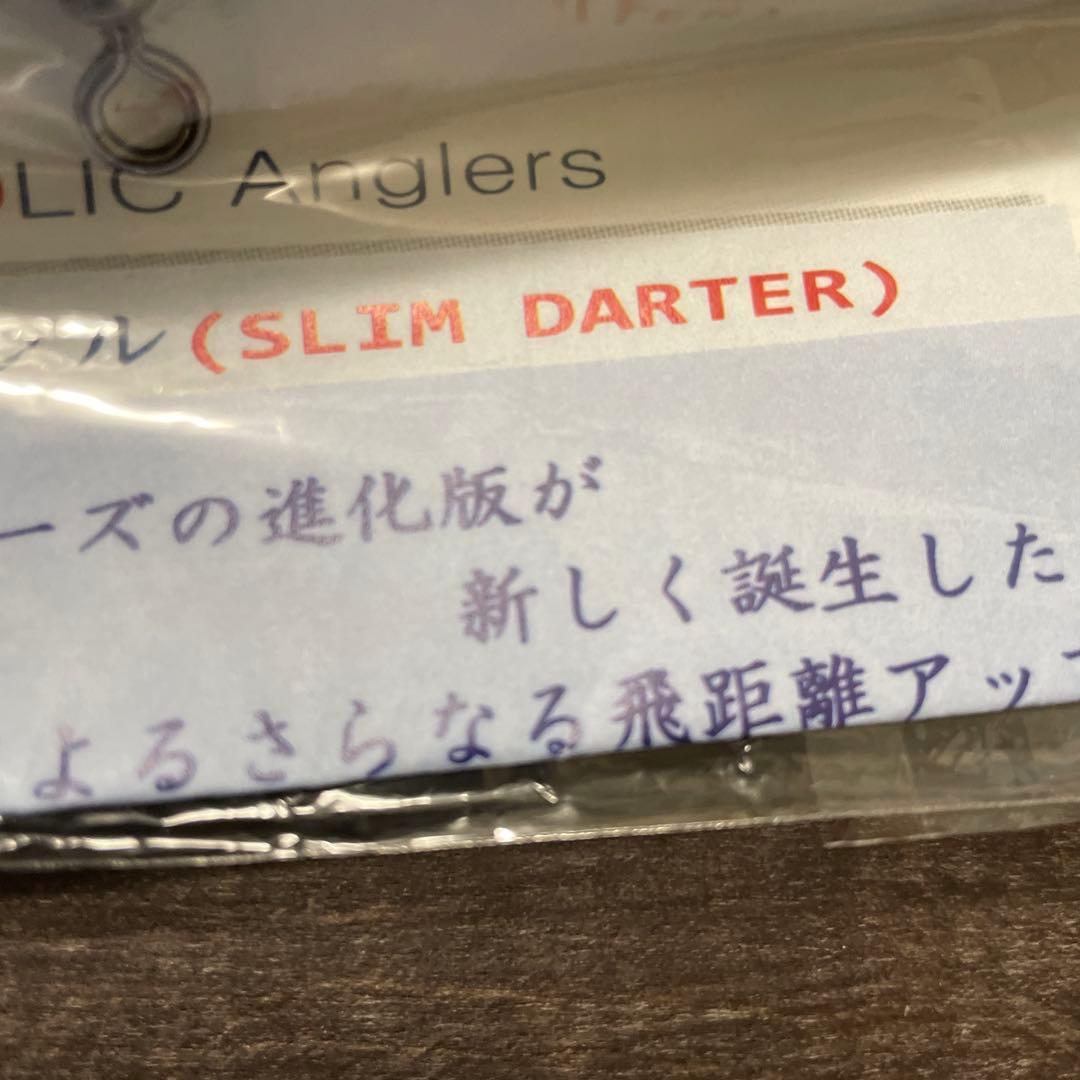 OLIC Anglers
ル(SLIM DARTER)
ーズの進化版が
新しく誕生した
よるさらなる飛距離アッ